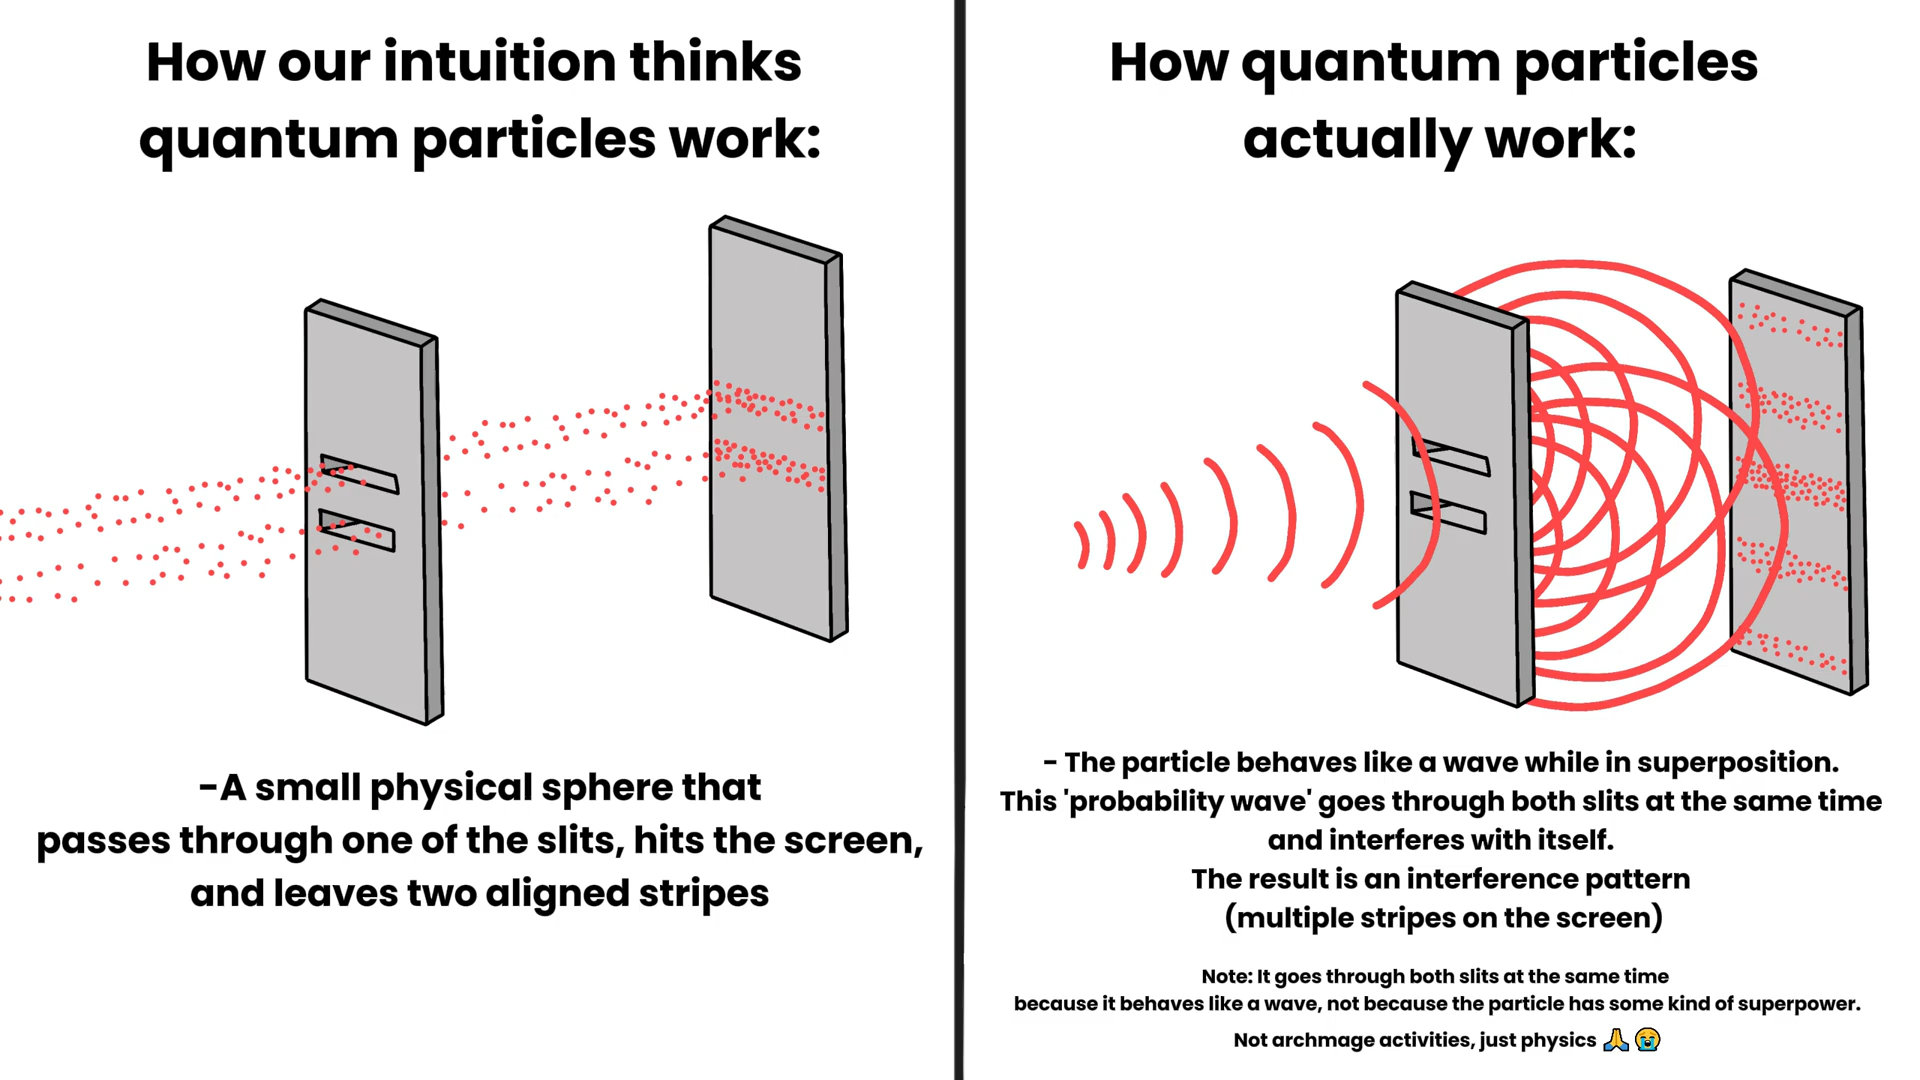 How our intuition thinks
quantum particles work:
-A small physical sphere that
passes through one of the slits, hits the screen,
and leaves two aligned stripes
How quantum particles
actually work:
- The particle behaves like a wave while in superposition.
This 'probability wave' goes through both slits at the same time
and interferes with itself.
The result is an interference pattern
(multiple stripes on the screen)
Note: It goes through both slits at the same time
because it behaves like a wave, not because the particle has some kind of superpower.
Not archmage activities, just physics 🙏 😭